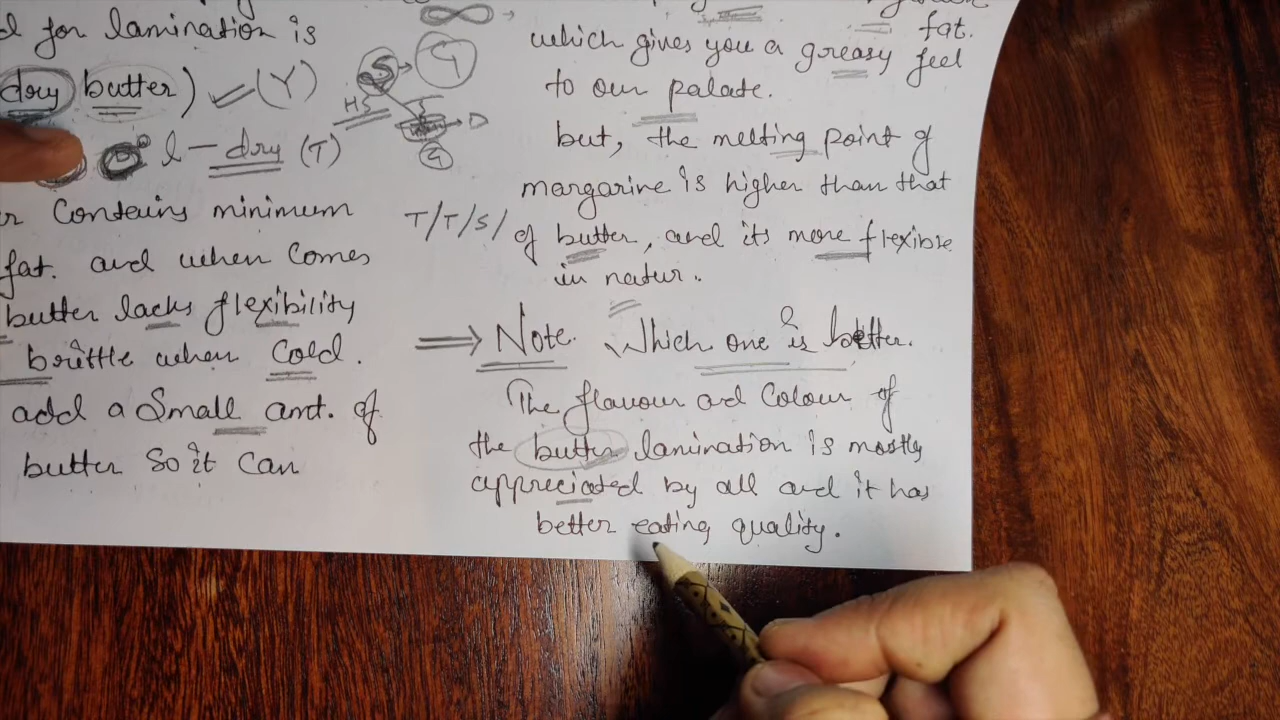 d for lamination is
dry butter) (Y)
l - dry (T)
r Contains minimum
fat. and when Comes
butter lacks flexibility
brittle when Cold.
add a Small amt. of
butter So it Can
S G
HS
D
G
T/T/S/
fat.
which gives you a greasy feel
to our palate.
but, the melting point of
margarine is higher than that
of butter, and its more flexible
in natur.
⇒ Note. Which one is better.
The flavour ad Colour of
the butter lamination is mostly
appreciated by all and it has
better eating quality.